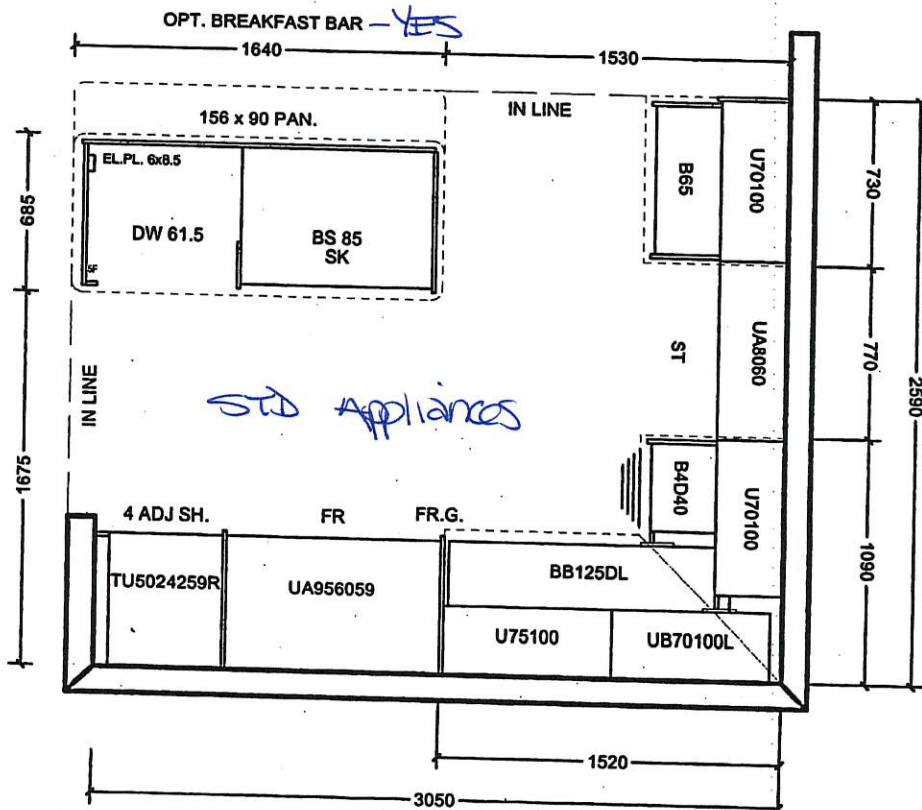 OPT. BREAKFAST BAR – YES
1640
1530
IN LINE
156 x 90 PAN.
EL.PL. 6x8.5
DW 61.5
BS 85
SK
685
B65
U70100
730
ST
UA8060
770
2590
IN LINE
STD Appliances
1675
B4D40
U70100
1090
4 ADJ SH.
FR
FR.G.
TU5024259R
UA956059
BB125DL
U75100
UB70100L
1520
3050